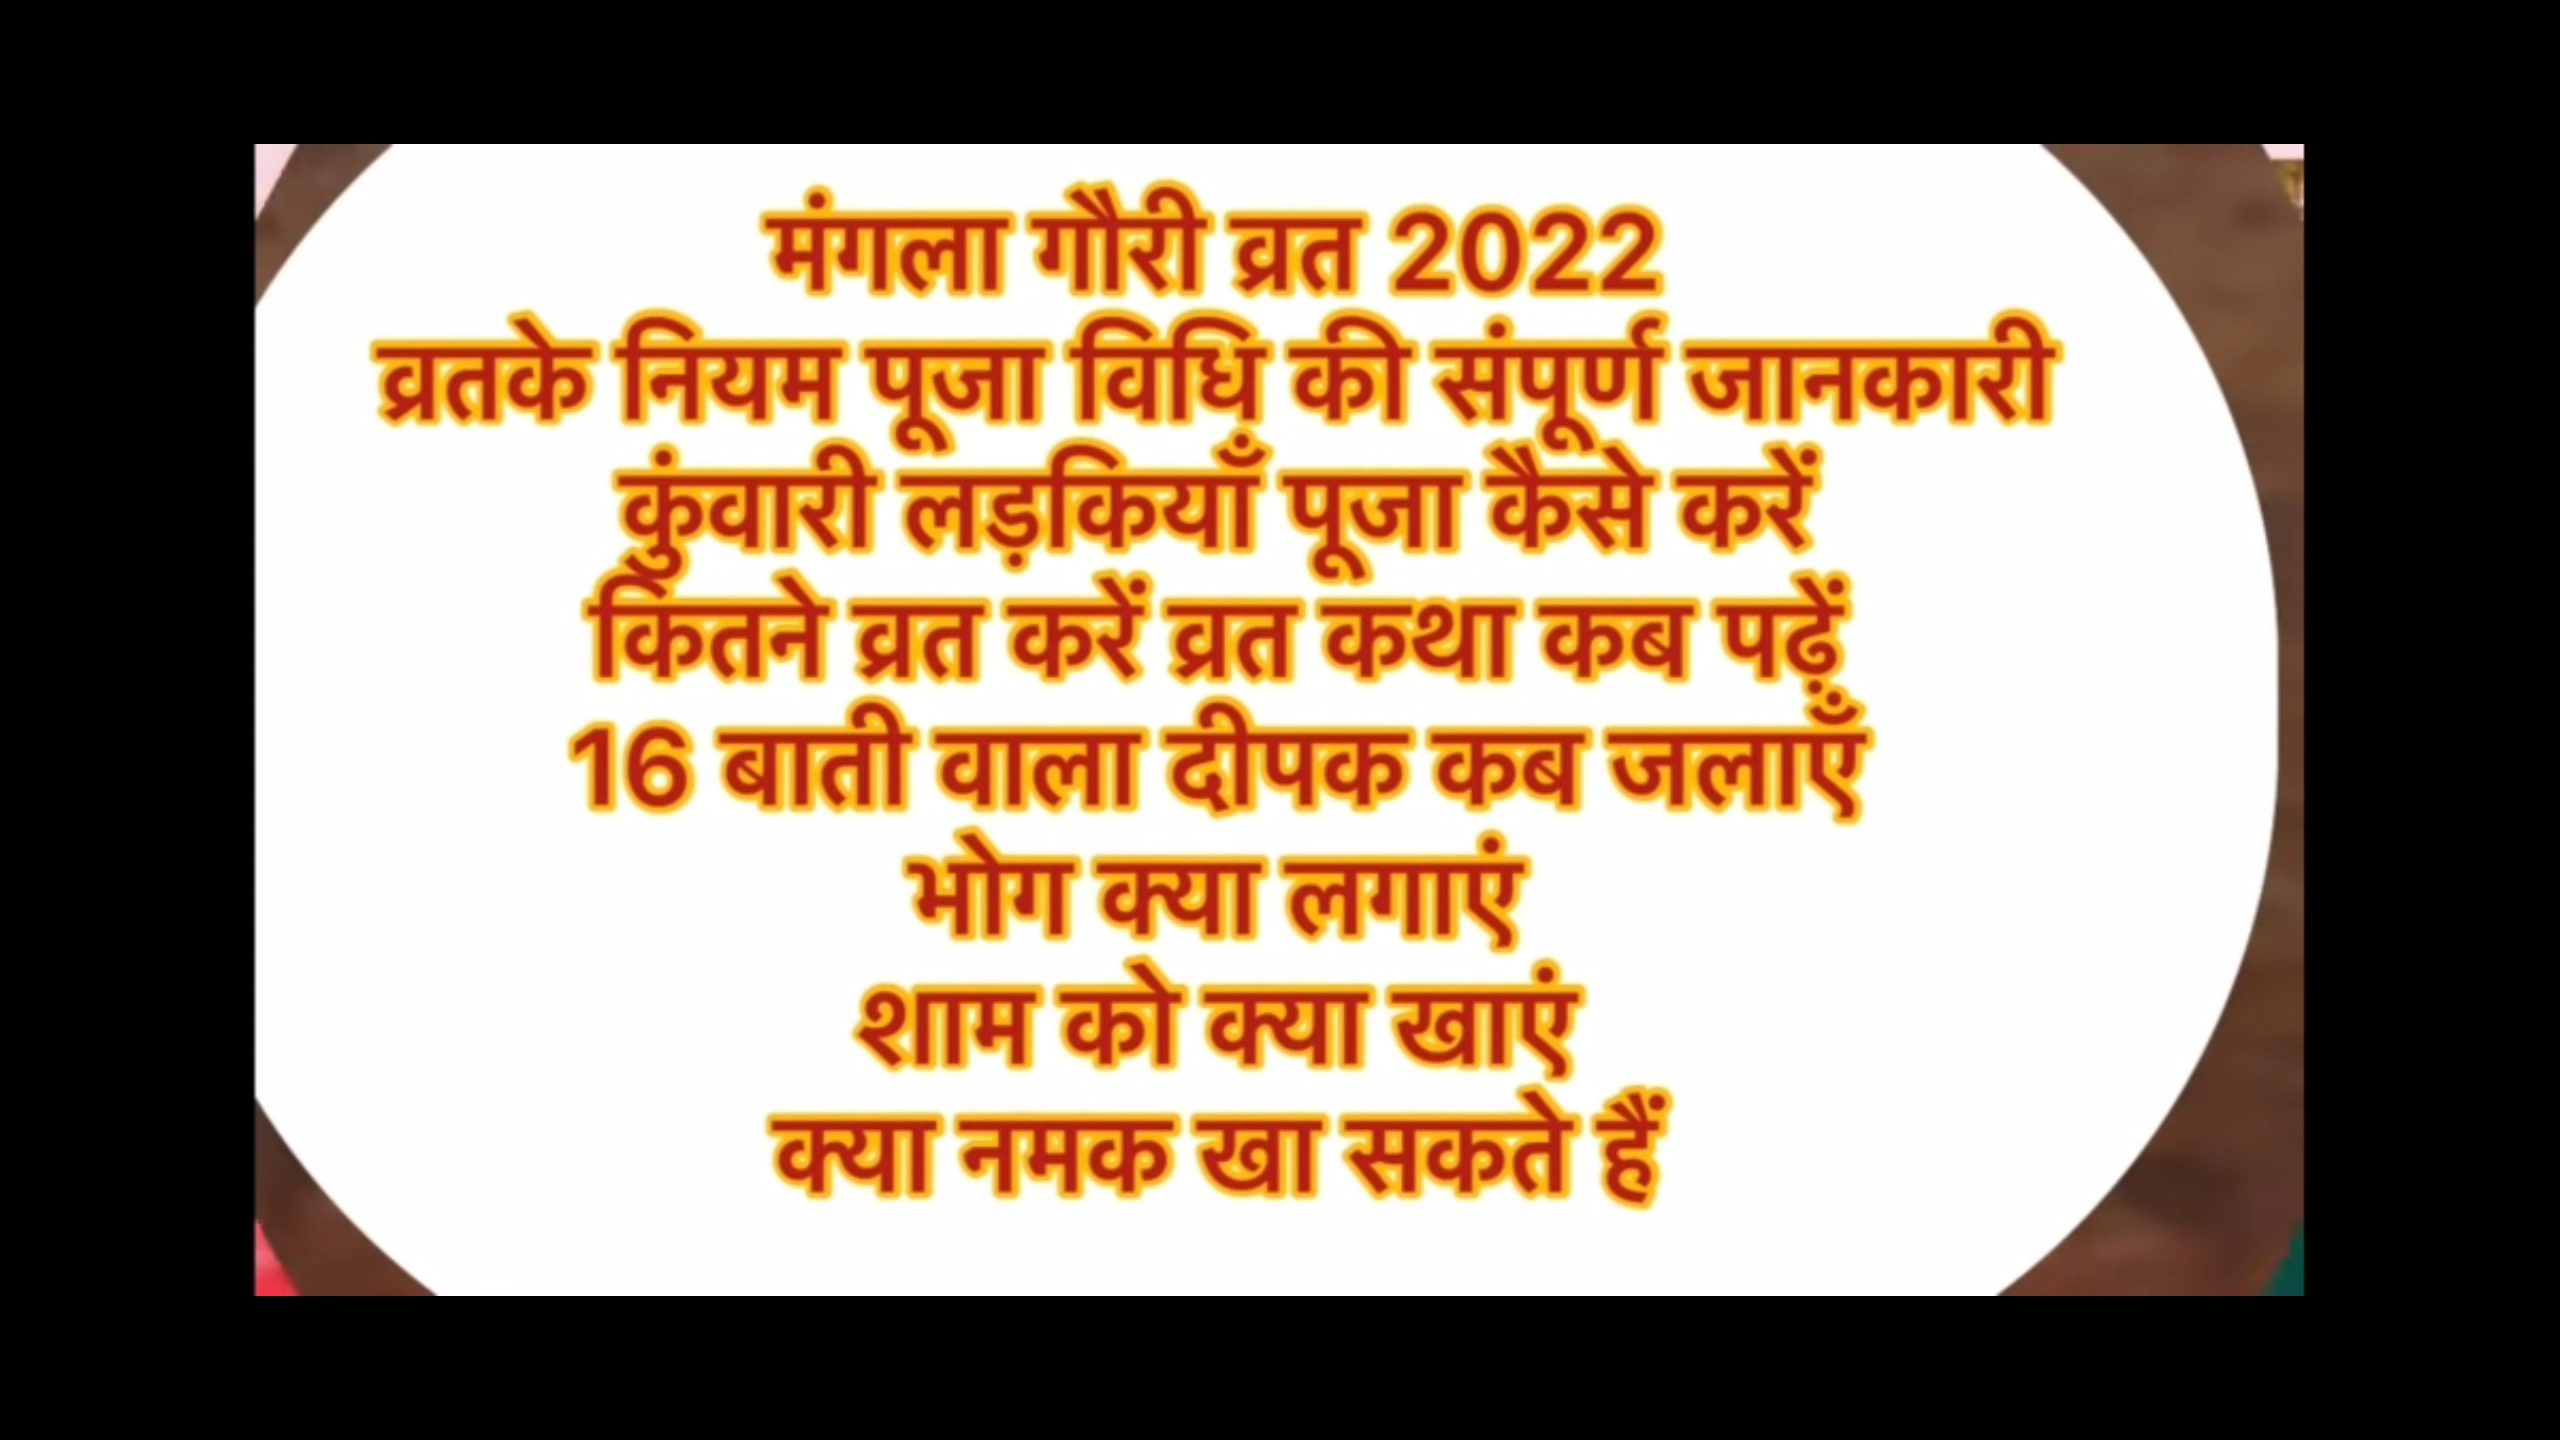 मंगला गौरी व्रत 2022
व्रतके नियम पूजा विधि की संपूर्ण जानकारी
कुंवारी लड़कियाँ पूजा कैसे करें
कितने व्रत करें व्रत कथा कब पढ़ें
16 बाती वाला दीपक कब जलाएँ
भोग क्या लगाएं
शाम को क्या खाएं
क्या नमक खा सकते हैं